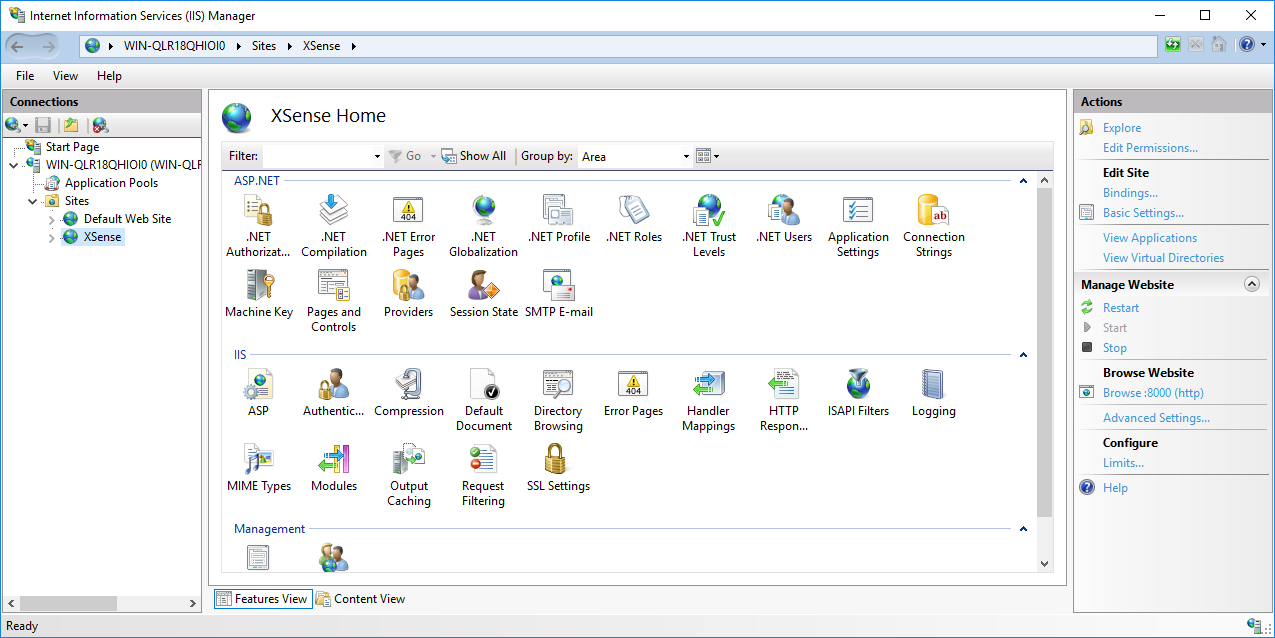 Internet Information Services (IIS) Manager
WIN-QLR18QHIOI0 Sites XSense
File View Help
Connections
Start Page
WIN-QLR18QHIOI0 (WIN-QLR
Application Pools
Sites
Default Web Site
XSense
XSense Home
Filter: Go Show All Group by: Area
ASP.NET
.NET Authorizat...
.NET Compilation
.NET Error Pages
.NET Globalization
.NET Profile
.NET Roles
.NET Trust Levels
.NET Users
Application Settings
Connection Strings
Machine Key
Pages and Controls
Providers
Session State
SMTP E-mail
IIS
ASP
Authentic...
Compression
Default Document
Directory Browsing
Error Pages
Handler Mappings
HTTP Respon...
ISAPI Filters
Logging
MIME Types
Modules
Output Caching
Request Filtering
SSL Settings
Management
Features View Content View
Actions
Explore
Edit Permissions...
Edit Site
Bindings...
Basic Settings...
View Applications
View Virtual Directories
Manage Website
Restart
Start
Stop
Browse Website
Browse :8000 (http)
Advanced Settings...
Configure
Limits...
Help
Ready